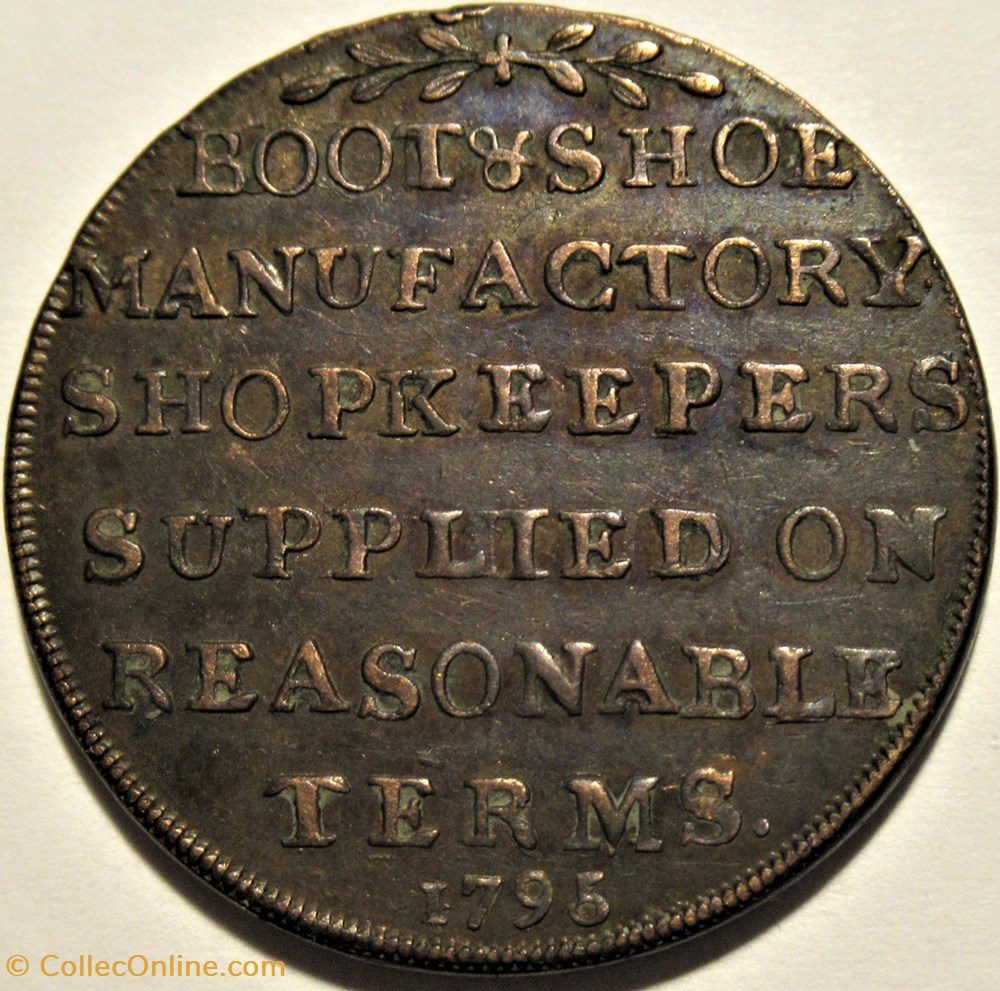 BOOT & SHOE
MANUFACTORY.
SHOPKEEPERS
SUPPLIED ON
REASONABLE
TERMS.
1795
© CollecOnline.com